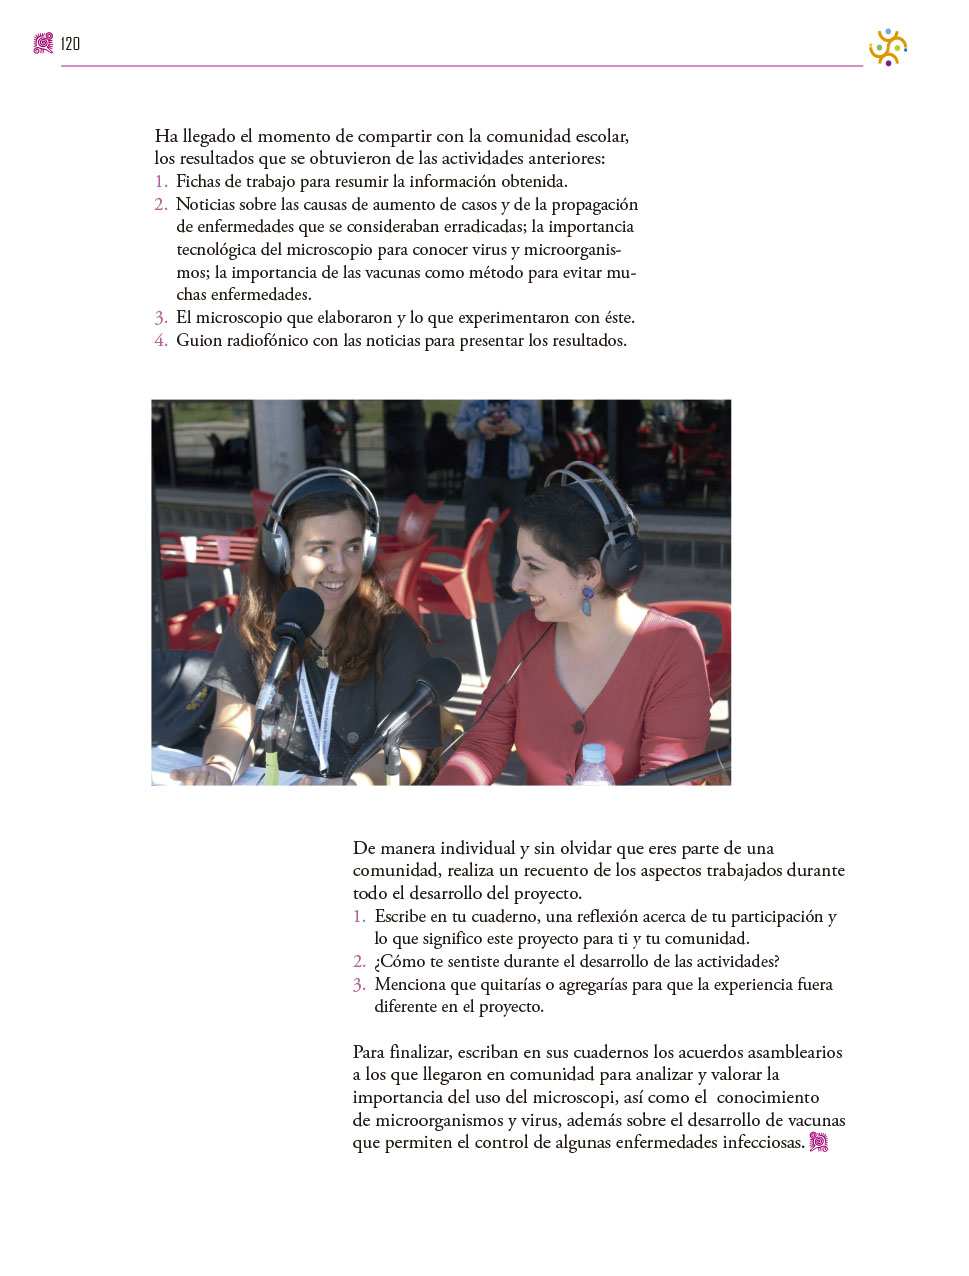 120
Ha llegado el momento de compartir con la comunidad escolar,
los resultados que se obtuvieron de las actividades anteriores:
1. Fichas de trabajo para resumir la información obtenida.
2. Noticias sobre las causas de aumento de casos y de la propagación
de enfermedades que se consideraban erradicadas; la importancia
tecnológica del microscopio para conocer virus y microorganis-
mos; la importancia de las vacunas como método para evitar mu-
chas enfermedades.
3. El microscopio que elaboraron y lo que experimentaron con éste.
4. Guion radiofónico con las noticias para presentar los resultados.
De manera individual y sin olvidar que eres parte de una
comunidad, realiza un recuento de los aspectos trabajados durante
todo el desarrollo del proyecto.
1. Escribe en tu cuaderno, una reflexión acerca de tu participación y
lo que significo este proyecto para ti y tu comunidad.
2. ¿Cómo te sentiste durante el desarrollo de las actividades?
3. Menciona que quitarías o agregarías para que la experiencia fuera
diferente en el proyecto.
Para finalizar, escriban en sus cuadernos los acuerdos asamblearios
a los que llegaron en comunidad para analizar y valorar la
importancia del uso del microscopi, así como el  conocimiento
de microorganismos y virus, además sobre el desarrollo de vacunas
que permiten el control de algunas enfermedades infecciosas.